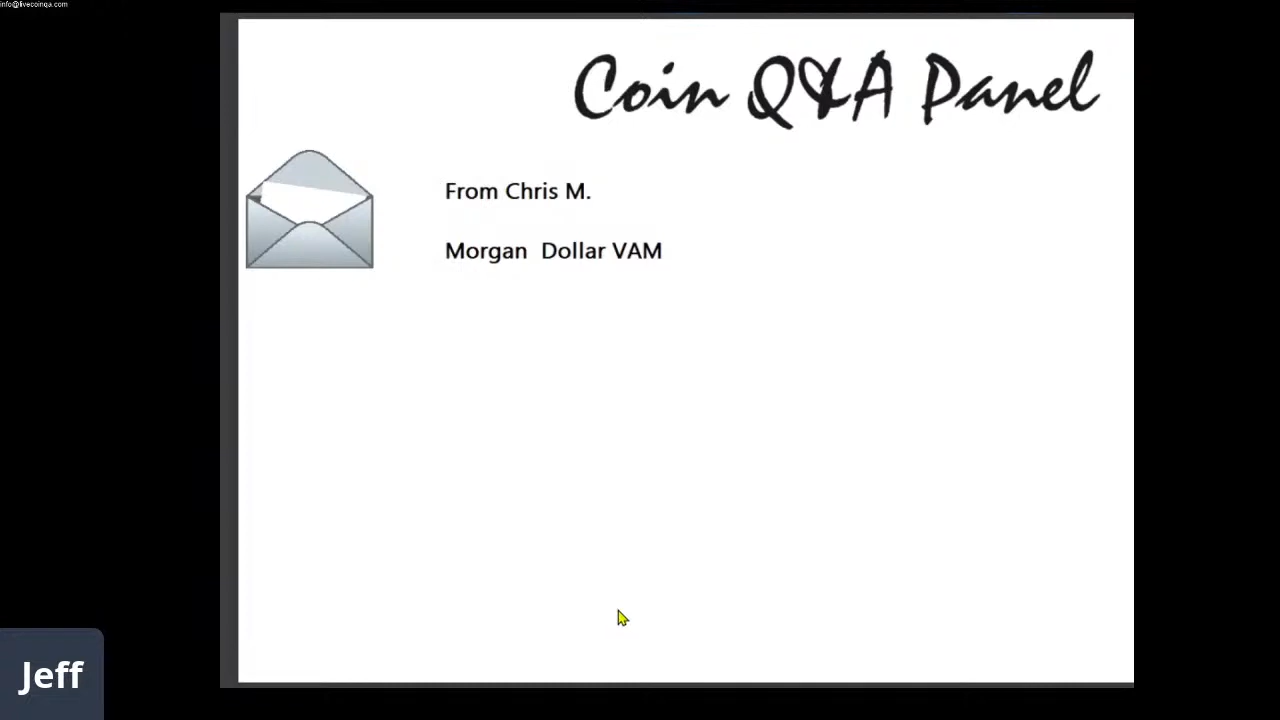 info@livecoinqa.com
Coin Q&A Panel
From Chris M.
Morgan  Dollar VAM
Jeff